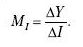 M_I = ΔY / ΔI.